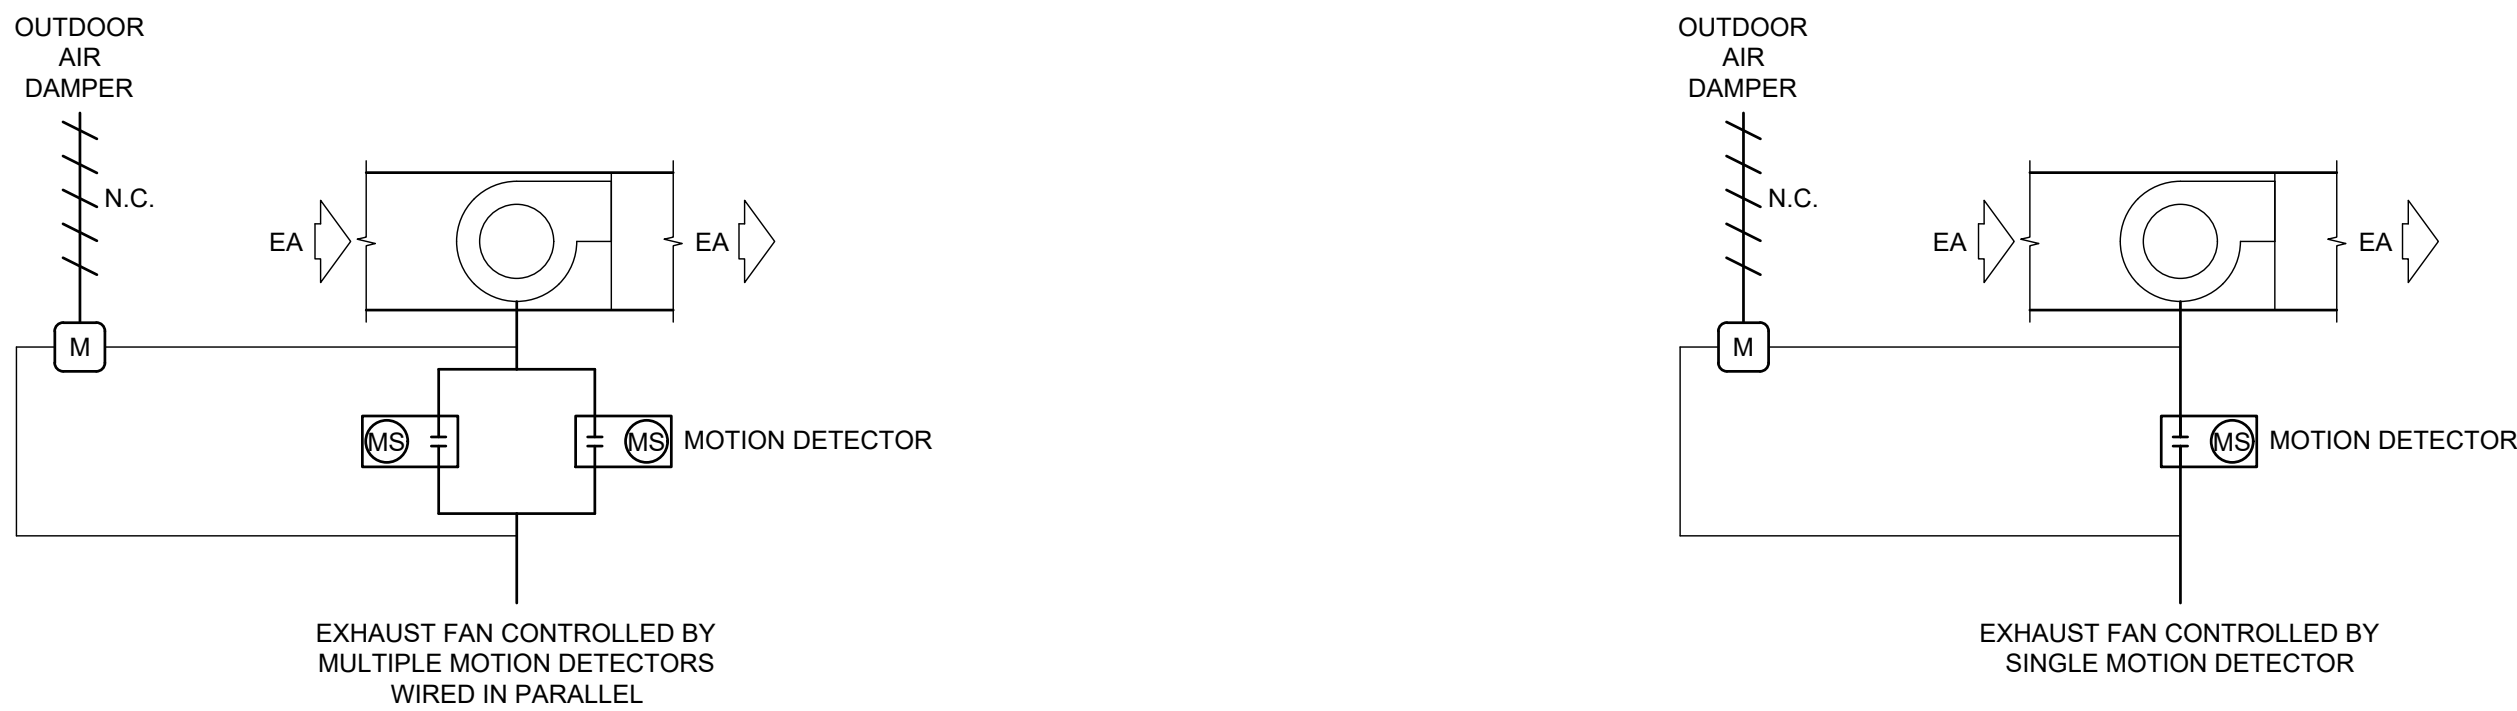 OUTDOOR
AIR
DAMPER
N.C.
EA
EA
M
MS
MS
MOTION DETECTOR
EXHAUST FAN CONTROLLED BY
MULTIPLE MOTION DETECTORS
WIRED IN PARALLEL
OUTDOOR
AIR
DAMPER
N.C.
EA
EA
M
MS
MOTION DETECTOR
EXHAUST FAN CONTROLLED BY
SINGLE MOTION DETECTOR